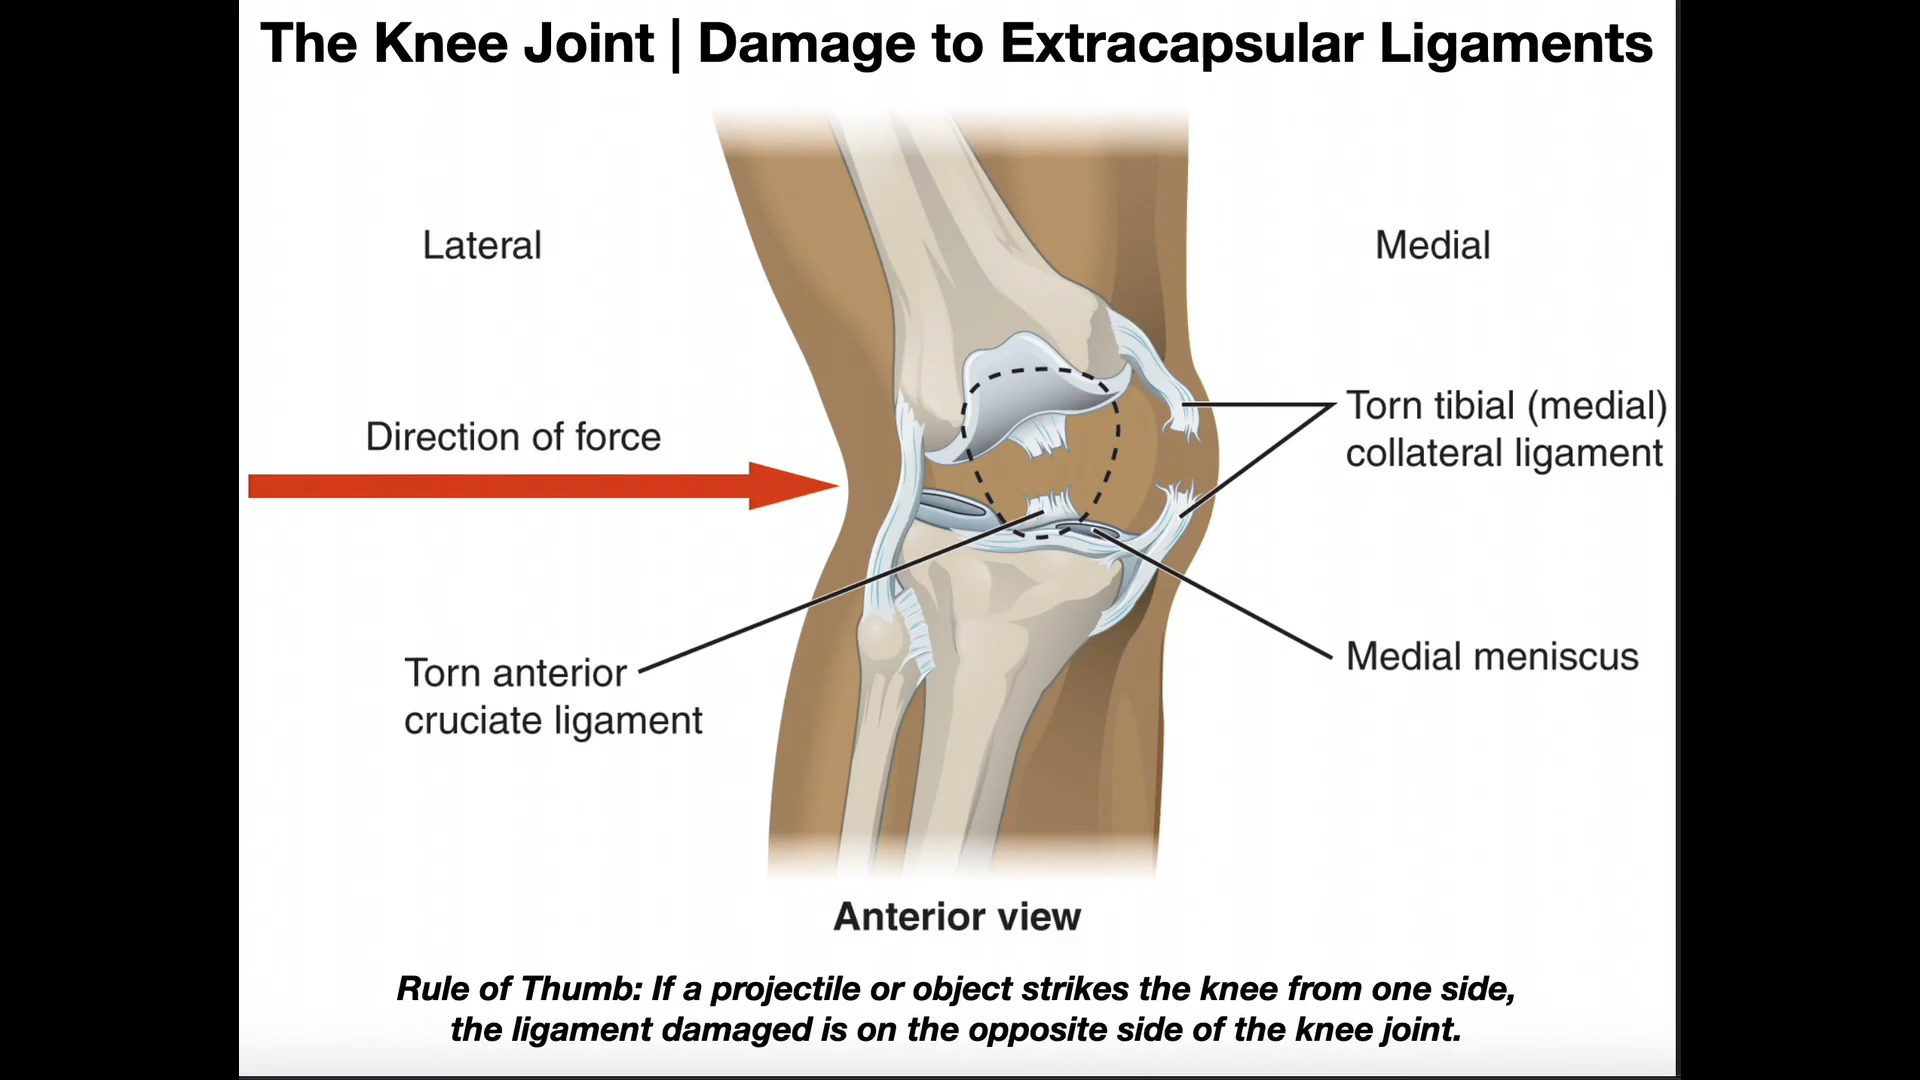 The Knee Joint | Damage to Extracapsular Ligaments
Lateral
Medial
Direction of force
Torn tibial (medial)
collateral ligament
Torn anterior
cruciate ligament
Medial meniscus
Anterior view
Rule of Thumb: If a projectile or object strikes the knee from one side,
the ligament damaged is on the opposite side of the knee joint.